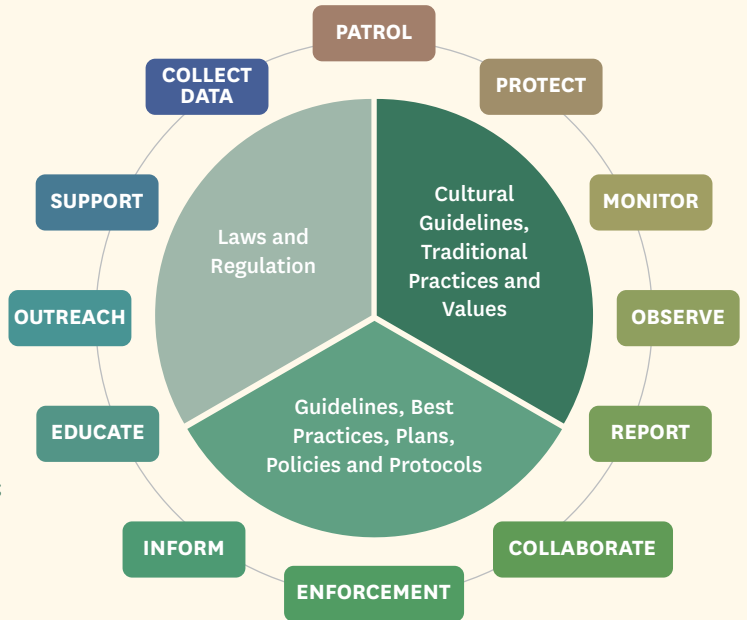 PATROL
PROTECT
MONITOR
OBSERVE
REPORT
COLLABORATE
ENFORCEMENT
INFORM
EDUCATE
OUTREACH
SUPPORT
COLLECT
DATA
Laws and
Regulation
Cultural
Guidelines,
Traditional
Practices and
Values
Guidelines, Best
Practices, Plans,
Policies and Protocols